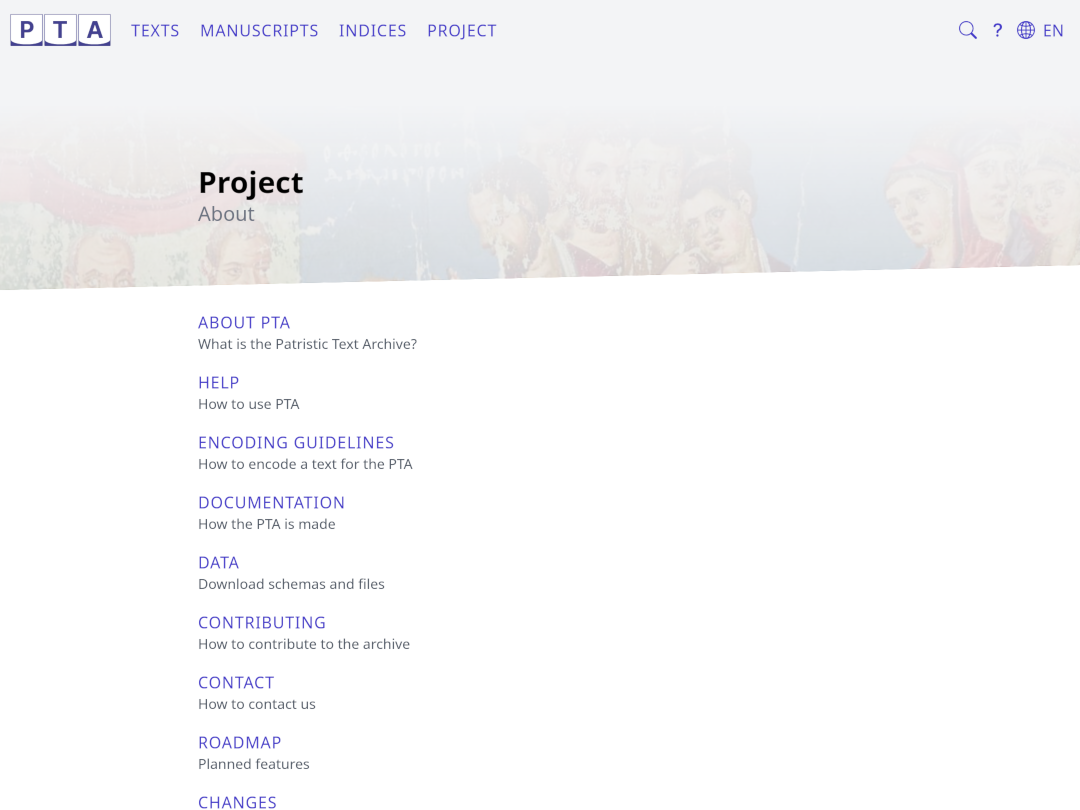 PTA TEXTS MANUSCRIPTS INDICES PROJECT ? EN
Project
About
ABOUT PTA
What is the Patristic Text Archive?
HELP
How to use PTA
ENCODING GUIDELINES
How to encode a text for the PTA
DOCUMENTATION
How the PTA is made
DATA
Download schemas and files
CONTRIBUTING
How to contribute to the archive
CONTACT
How to contact us
ROADMAP
Planned features
CHANGES